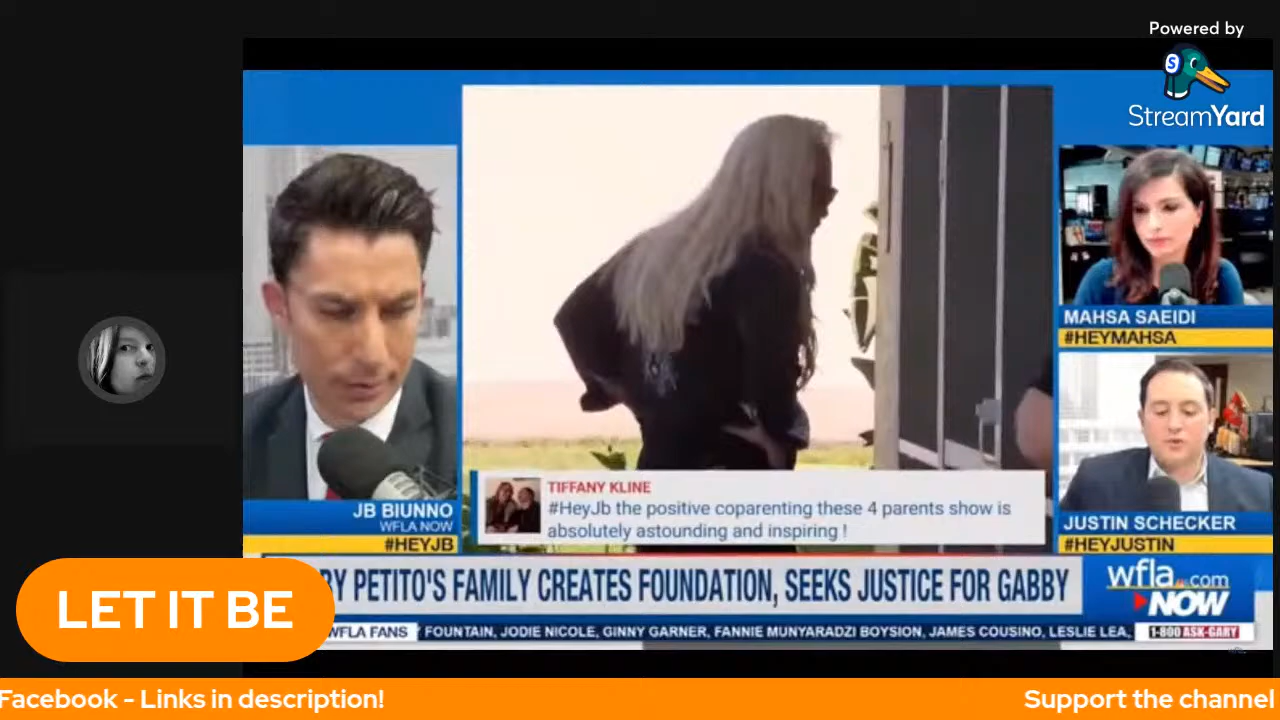 Powered by
StreamYard
MAHSA SAEIDI
#HEYMAHSA
TIFFANY KLINE
#HeyJb the positive coparenting these 4 parents show is
absolutely astounding and inspiring !
JB BIUNNO
WFLA NOW
#HEYJB
JUSTIN SCHECKER
#HEYJUSTIN
RY PETITO'S FAMILY CREATES FOUNDATION, SEEKS JUSTICE FOR GABBY
wfla.com
NOW
LET IT BE
WFLA FANS
FOUNTAIN, JODIE NICOLE, GINNY GARNER, FANNIE MUNYARADZI BOYSION, JAMES COUSINO, LESLIE LEA,
1-800 ASK-GARY
Facebook - Links in description!
Support the channel